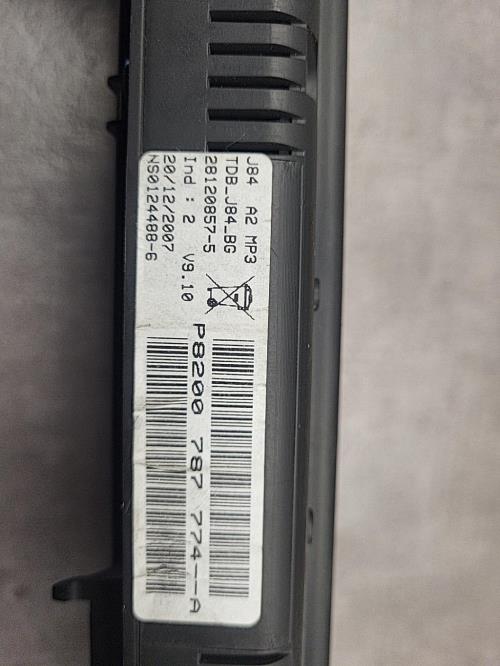 J84 A2 MP3
TDB_J84_BG
28120857-5
Ind : 2 V9.10
20/12/2007
NS0124488-6
P8200 787 774--A